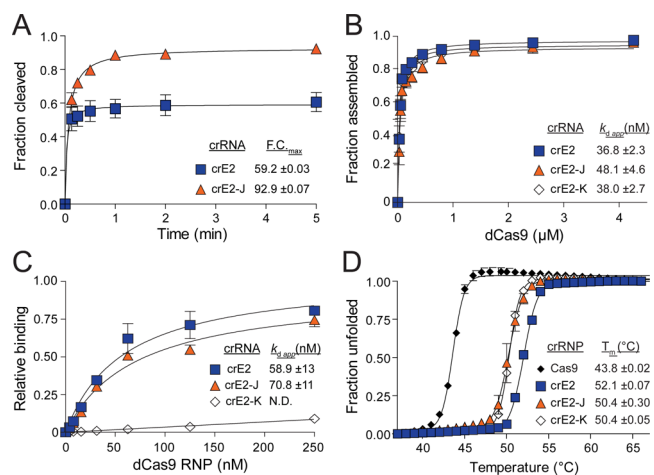 A
Fraction cleaved
1.0
0.8
0.6
0.4
0.2
0.0
crRNA F.C.max
crE2 59.2 ±0.03
crE2-J 92.9 ±0.07
0 1 2 3 4 5
Time (min)
B
Fraction assembled
1.0
0.8
0.6
0.4
0.2
0
crRNA kd app(nM)
crE2 36.8 ±2.3
crE2-J 48.1 ±4.6
crE2-K 38.0 ±2.7
0 1 2 3 4
dCas9 (µM)
C
Relative binding
0.75
0.50
0.25
0
crRNA kd app(nM)
crE2 58.9 ±13
crE2-J 70.8 ±11
crE2-K N.D.
0 50 100 150 200 250
dCas9 RNP (nM)
D
Fraction unfolded
1.00
0.75
0.50
0.25
0.00
crRNP Tm (°C)
Cas9 43.8 ±0.02
crE2 52.1 ±0.07
crE2-J 50.4 ±0.30
crE2-K 50.4 ±0.05
40 45 50 55 60 65
Temperature (°C)